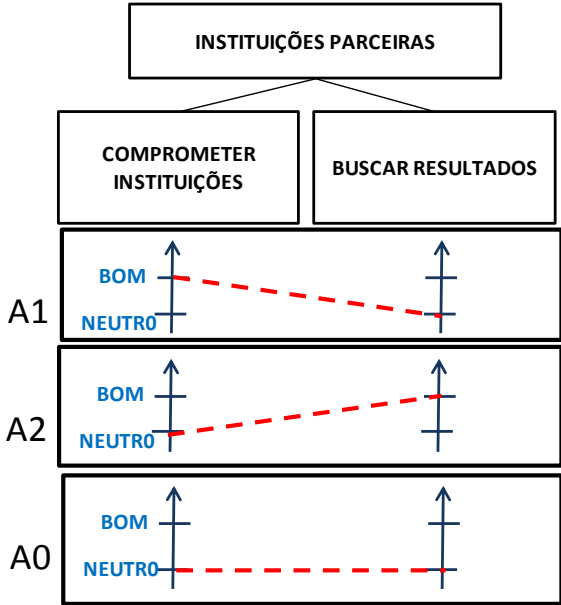 INSTITUIÇÕES PARCEIRAS
COMPROMETER
INSTITUIÇÕES
BUSCAR RESULTADOS
A1
BOM
NEUTR0
A2
BOM
NEUTR0
A0
BOM
NEUTR0